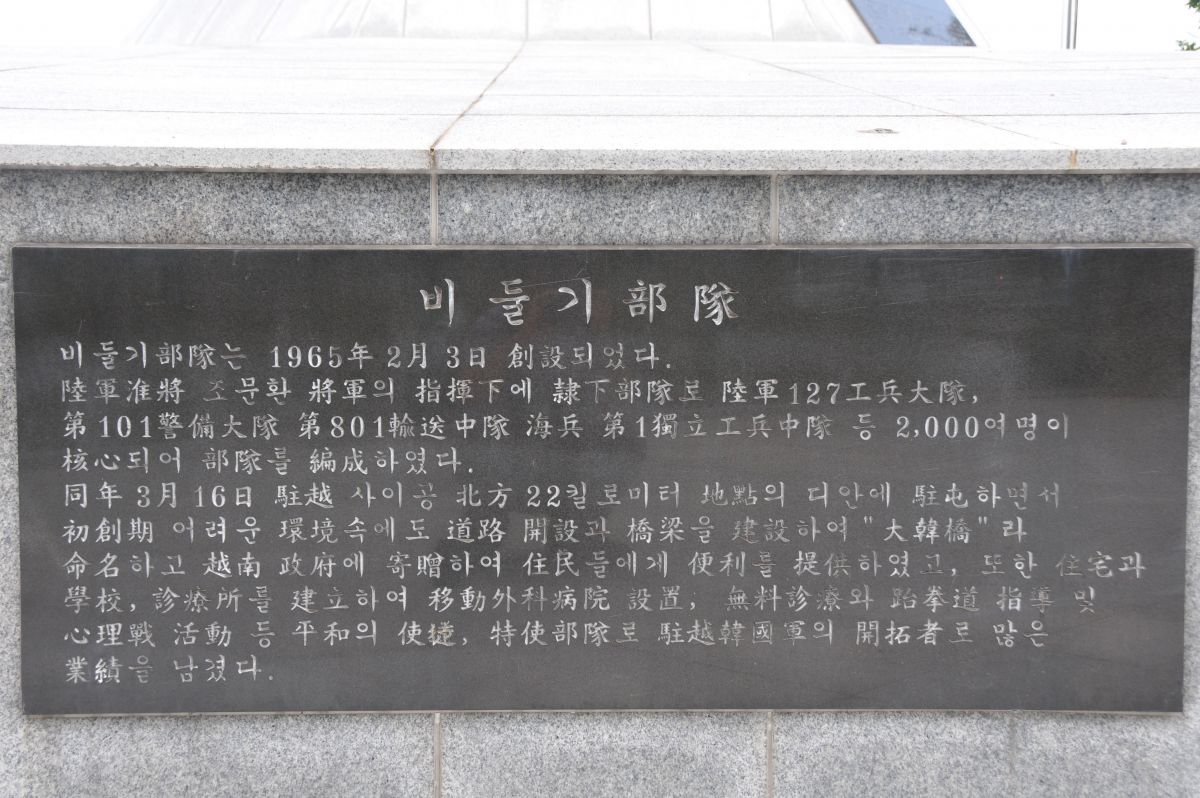 비둘기部隊
비둘기部隊는 1965年 2月 3日 創設되었다.
陸軍准將 조문환 將軍의 指揮下에 隷下部隊로 陸軍127工兵大隊,
第101警備大隊 第801輸送中隊 海兵 第1獨立工兵中隊 등 2,000여명이
核心되어 部隊를 編成하였다.
同年 3月 16日 駐越 사이공 北方 22킬로미터 地點의 디안에 駐屯하면서
初創期 어려운 環境속에도 道路 開設과 橋梁을 建設하여 "大韓橋"라
命名하고 越南 政府에 寄贈하여 住民들에게 便利를 提供하였고, 또한 住宅과
學校, 診療所를 建立하여 移動外科病院 設置, 無料診療와 跆拳道 指導 및
心理戰 活動 등 平和의 使徒, 特使部隊로 駐越韓國軍의 開拓者로 많은
業績을 남겼다.